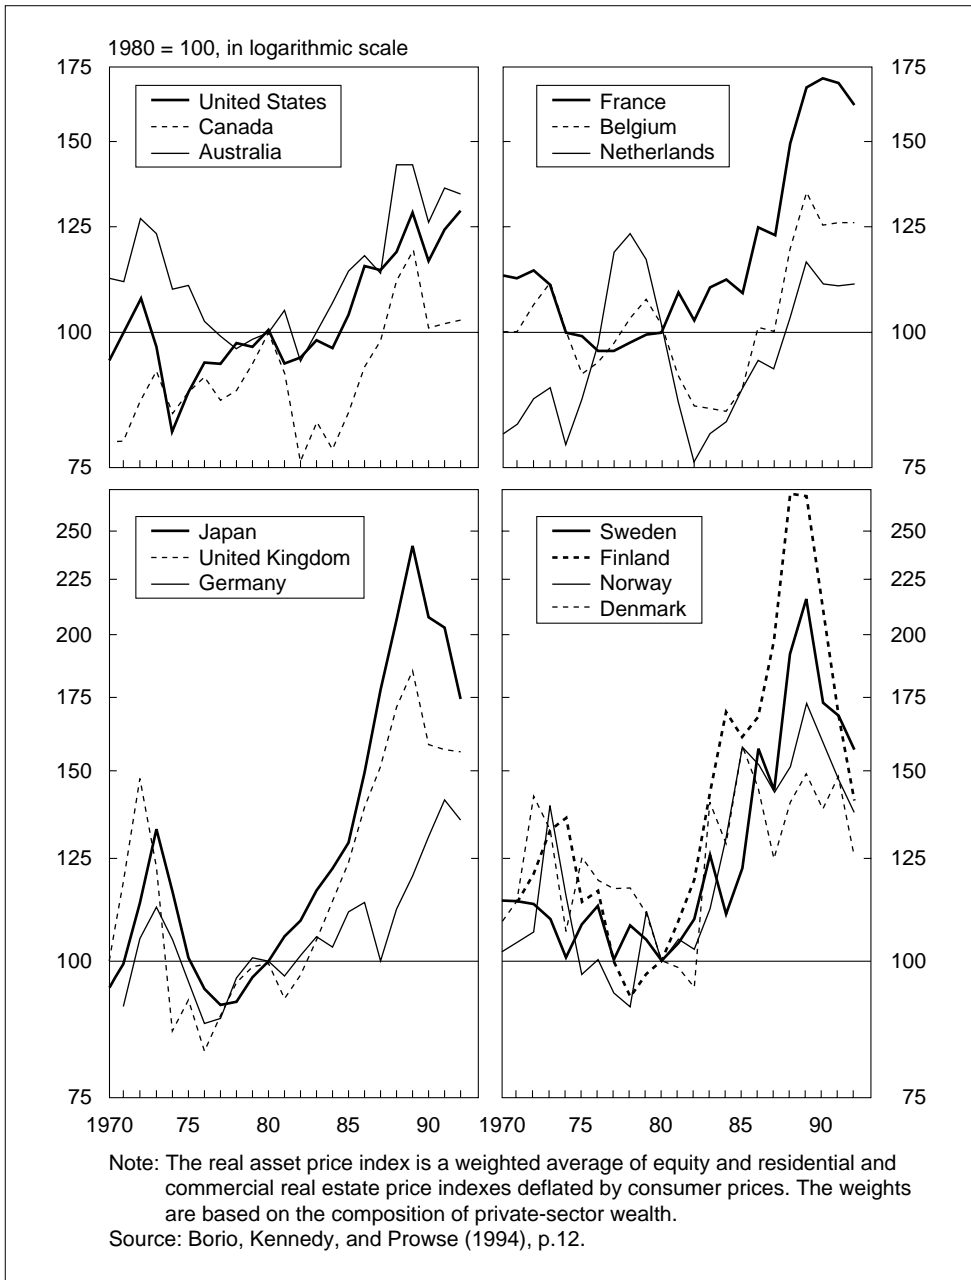 1980 = 100, in logarithmic scale
175
150
125
100
75
United States
Canada
Australia
France
Belgium
Netherlands
175
150
125
100
75
250
225
200
175
150
125
100
75
Japan
United Kingdom
Germany
Sweden
Finland
Norway
Denmark
250
225
200
175
150
125
100
75
1970 75 80 85 90 1970 75 80 85 90
Note: The real asset price index is a weighted average of equity and residential and
commercial real estate price indexes deflated by consumer prices. The weights
are based on the composition of private-sector wealth.
Source: Borio, Kennedy, and Prowse (1994), p.12.